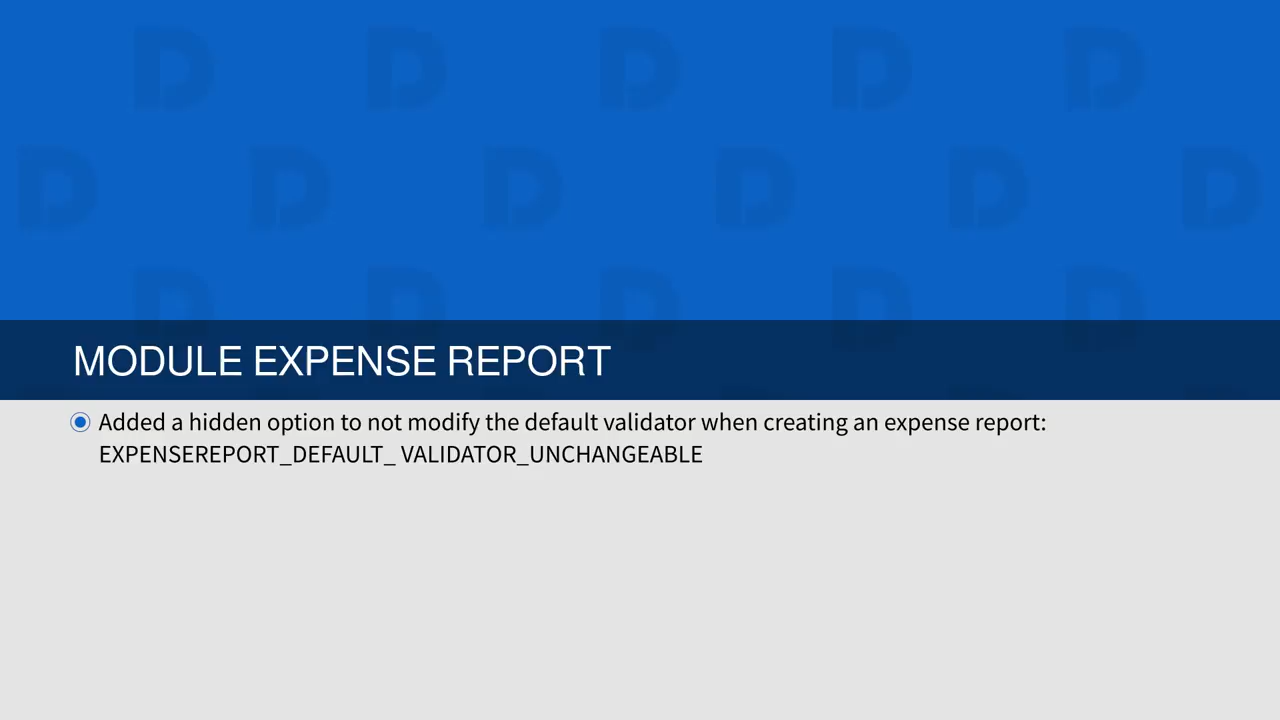 MODULE EXPENSE REPORT
Added a hidden option to not modify the default validator when creating an expense report:
EXPENSEREPORT_DEFAULT_ VALIDATOR_UNCHANGEABLE